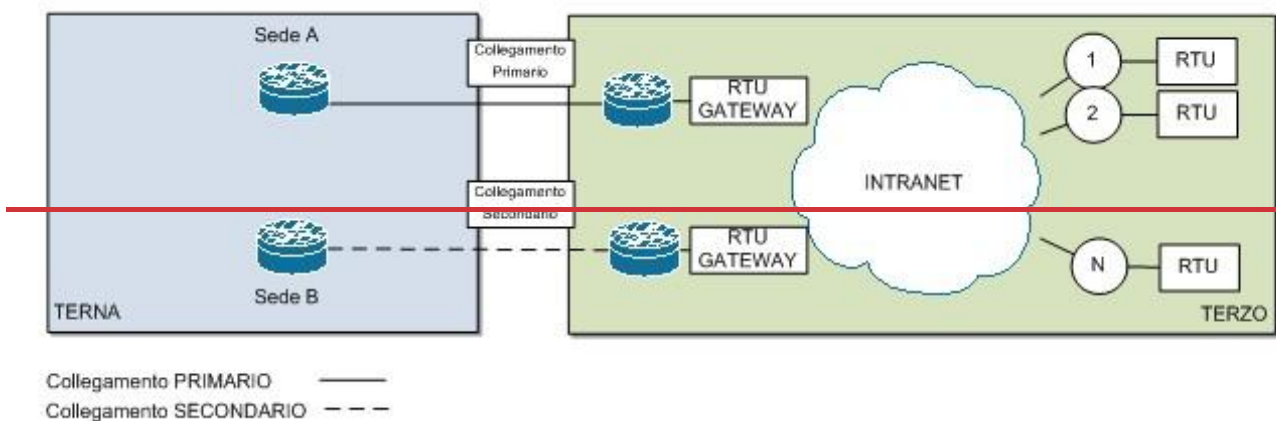 Sede A
Collegamento
Primario
RTU
GATEWAY
1
RTU
2
RTU
INTRANET
Collegamento
Secondario
RTU
GATEWAY
N
RTU
Sede B
TERNA
TERZO
Collegamento PRIMARIO
Collegamento SECONDARIO